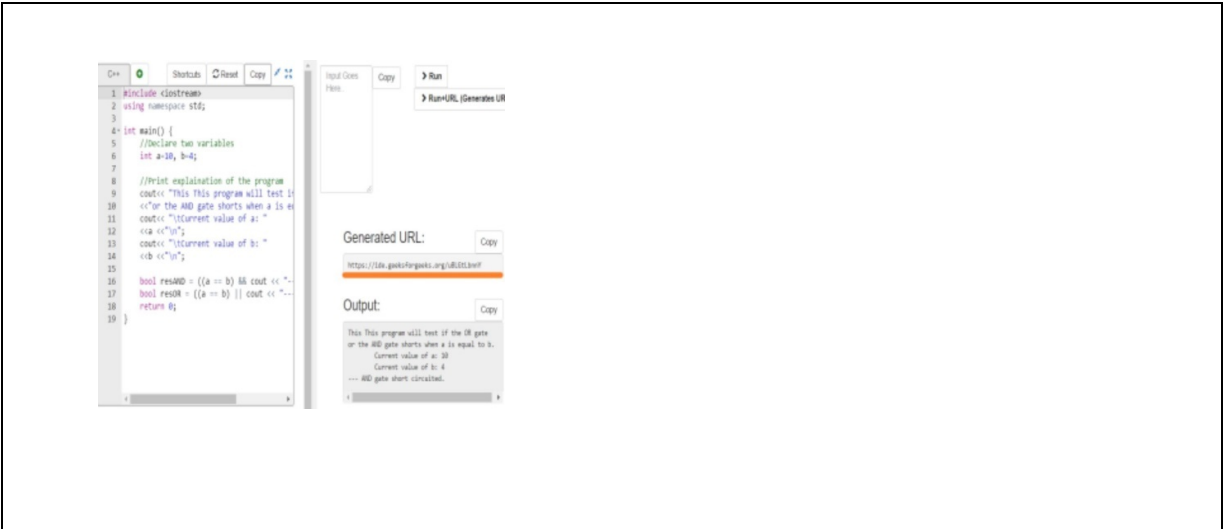 C++ Shortcuts Reset Copy
1 #include <iostream>
2 using namespace std;
3
4 int main() {
5 //Declare two variables
6 int a=10, b=4;
7
8 //Print explaination of the program
9 cout<< "This This program will test i
10 <<"or the AND gate shorts when a is e
11 cout<< "\tCurrent value of a: "
12 <<a <<"\n";
13 cout<< "\tCurrent value of b: "
14 <<b <<"\n";
15
16 bool resAND = ((a == b) && cout << "--
17 bool resOR = ((a == b) || cout << "---
18 return 0;
19 }
Input Goes Here.
Copy
Run
Run+URL (Generates UR
Generated URL:
Copy
Output:
Copy
This This program will test if the OR gate
or the AND gate shorts when a is equal to b.
Current value of a: 10
Current value of b: 4
--- AND gate short circuited.